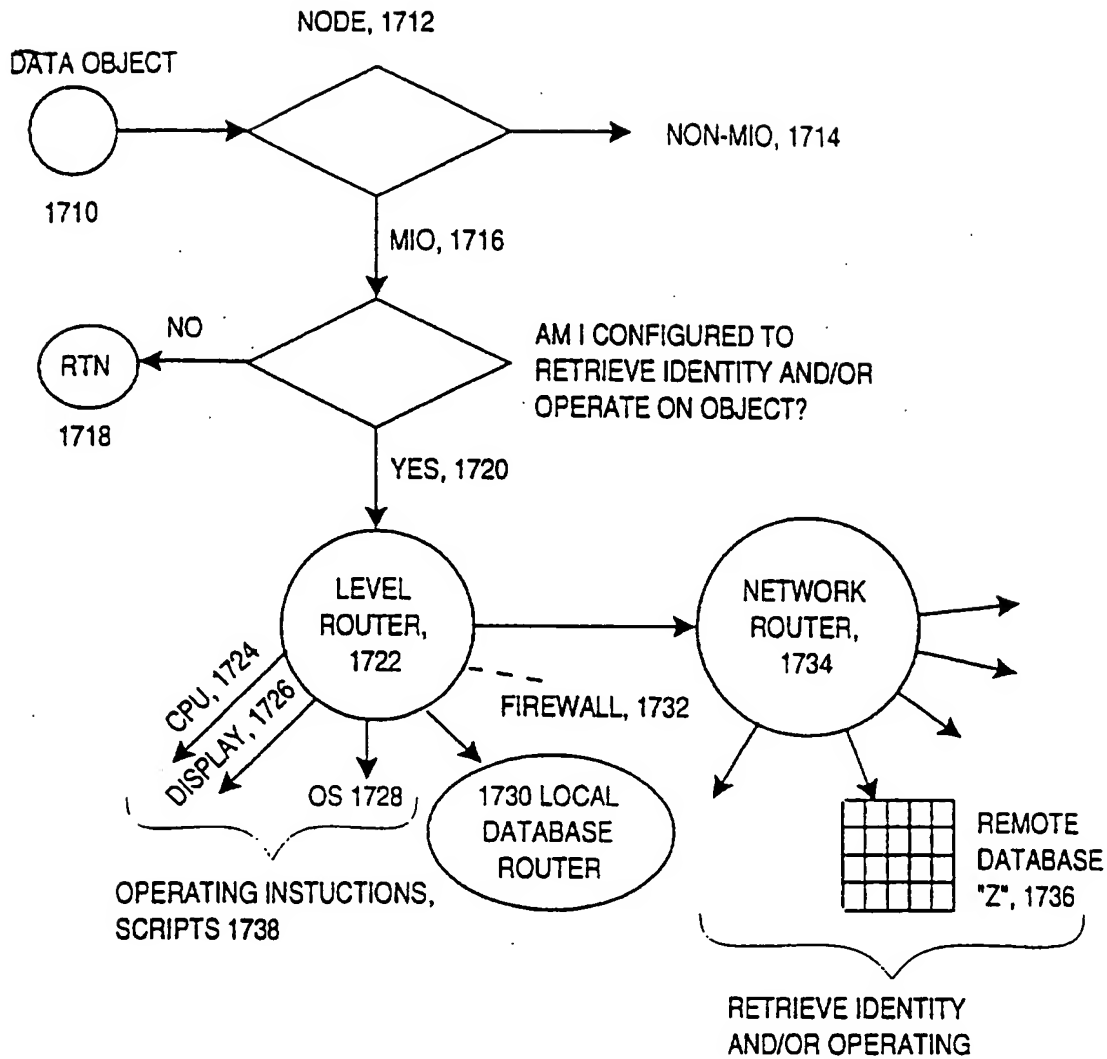 NODE, 1712
DATA OBJECT
1710
NON-MIO, 1714
MIO, 1716
NO
RTN
1718
AM I CONFIGURED TO
RETRIEVE IDENTITY AND/OR
OPERATE ON OBJECT?
YES, 1720
LEVEL
ROUTER,
1722
NETWORK
ROUTER,
1734
CPU, 1724
DISPLAY, 1726
OS 1728
FIREWALL, 1732
1730 LOCAL
DATABASE
ROUTER
REMOTE
DATABASE
"Z", 1736
OPERATING INSTUCTIONS,
SCRIPTS 1738
RETRIEVE IDENTITY
AND/OR OPERATING